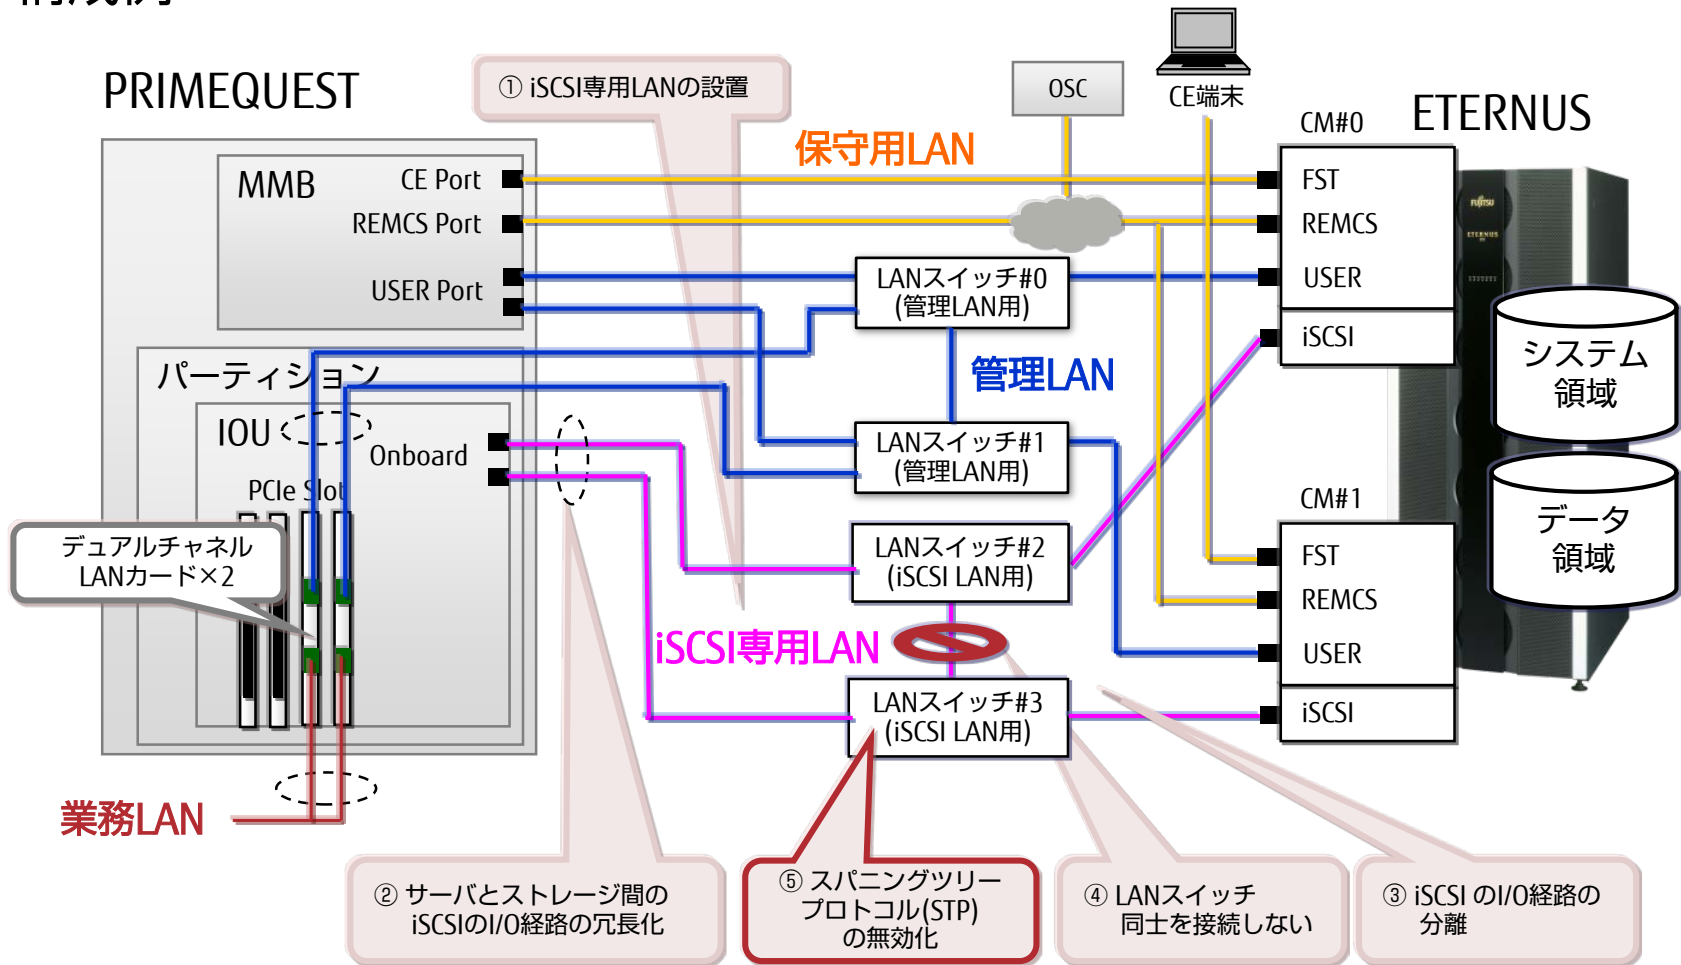 PRIMEQUEST
① iSCSI専用LANの設置
OSC
CE端末
ETERNUS
CM#0
保守用LAN
MMB
CE Port
REMCS Port
USER Port
FST
REMCS
USER
iSCSI
FUJITSU
ETERNUS
LANスイッチ#0
(管理LAN用)
管理LAN
システム
領域
パーティション
IOU
Onboard
PCIe Slot
LANスイッチ#1
(管理LAN用)
CM#1
データ
領域
デュアルチャネル
LANカード×2
LANスイッチ#2
(iSCSI LAN用)
FST
REMCS
USER
iSCSI
iSCSI専用LAN
LANスイッチ#3
(iSCSI LAN用)
業務LAN
② サーバとストレージ間の
iSCSIのI/O経路の冗長化
⑤ スパニングツリー
プロトコル(STP)
の無効化
④ LANスイッチ
同士を接続しない
③ iSCSI のI/O経路の
分離